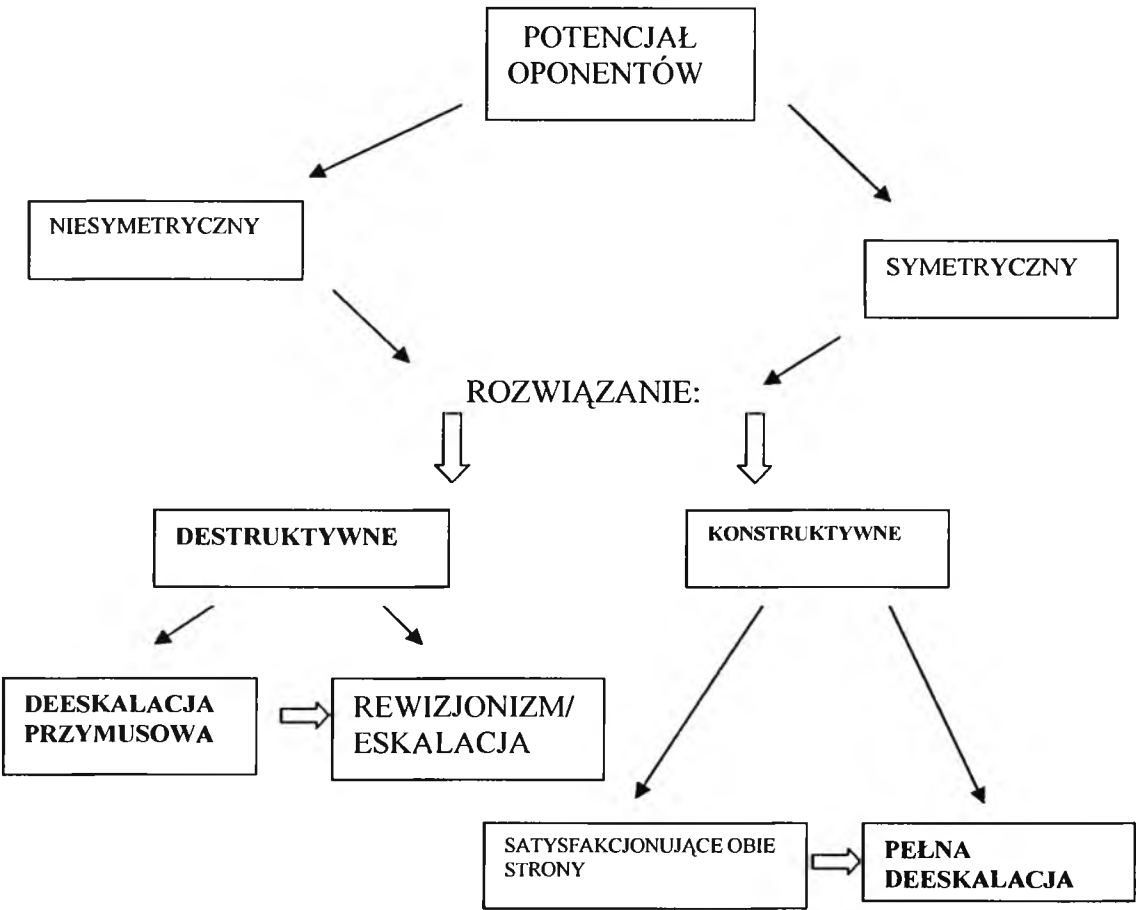 POTENCJAŁ
OPONENTÓW
NIESYMETRYCZNY
SYMETRYCZNY
ROZWIĄZANIE:
DESTRUKTYWNE
KONSTRUKTYWNE
DEESKALACJA
PRZYMUSOWA
REWIZJONIZM/
ESKALACJA
SATYSFAKCJONUJĄCE OBIE
STRONY
PEŁNA
DEESKALACJA